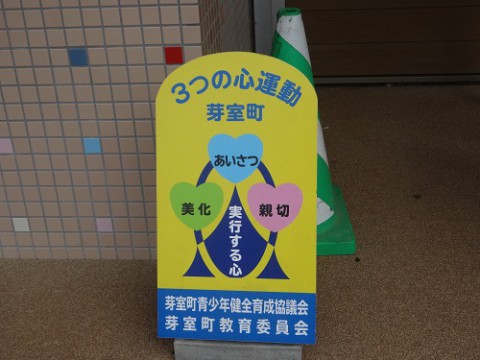 3つの心運動
芽室町
あいさつ
美化
親切
実行する心
芽室町青少年健全育成協議会
芽室町教育委員会